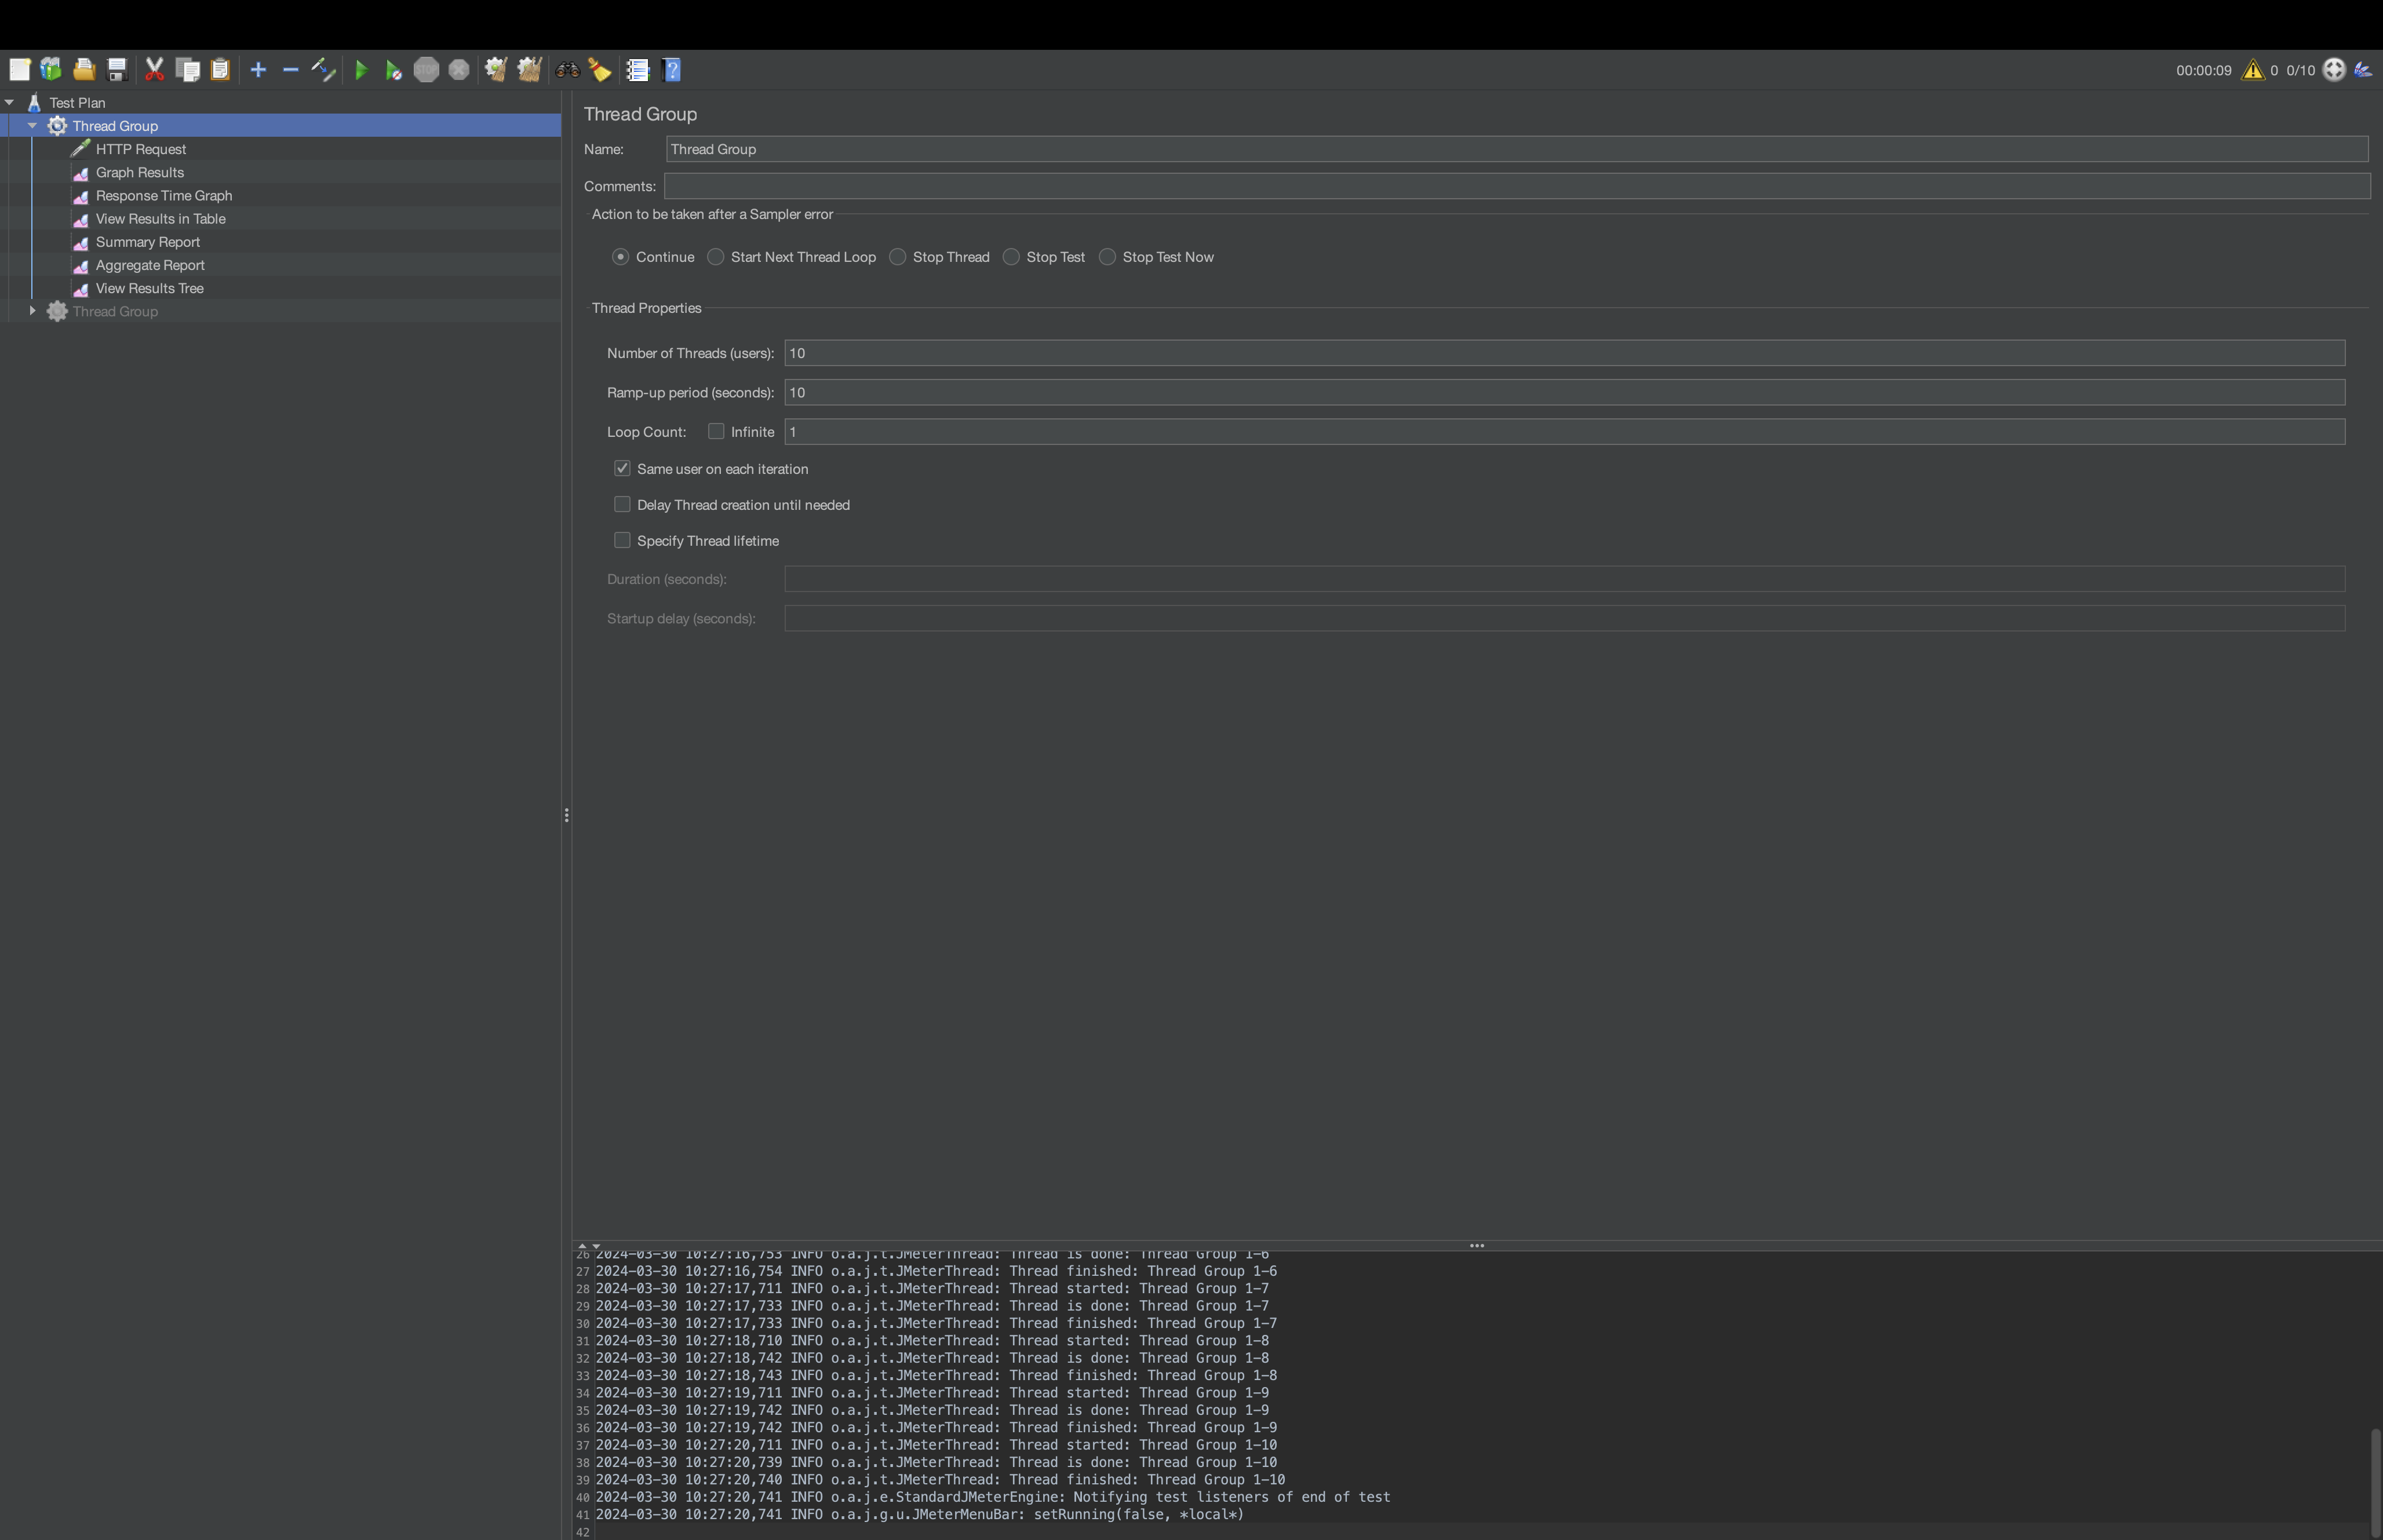 STOP
00:00:09 0 0/10
Test Plan
Thread Group
HTTP Request
Graph Results
Response Time Graph
View Results in Table
Summary Report
Aggregate Report
View Results Tree
Thread Group
Thread Group
Name: Thread Group
Comments:
Action to be taken after a Sampler error
Continue Start Next Thread Loop Stop Thread Stop Test Stop Test Now
Thread Properties
Number of Threads (users): 10
Ramp-up period (seconds): 10
Loop Count: Infinite 1
Same user on each iteration
Delay Thread creation until needed
Specify Thread lifetime
Duration (seconds):
Startup delay (seconds):
26 2024-03-30 10:27:16,753 INFO o.a.j.t.JMeterThread: Thread is done: Thread Group 1-6
27 2024-03-30 10:27:16,754 INFO o.a.j.t.JMeterThread: Thread finished: Thread Group 1-6
28 2024-03-30 10:27:17,711 INFO o.a.j.t.JMeterThread: Thread started: Thread Group 1-7
29 2024-03-30 10:27:17,733 INFO o.a.j.t.JMeterThread: Thread is done: Thread Group 1-7
30 2024-03-30 10:27:17,733 INFO o.a.j.t.JMeterThread: Thread finished: Thread Group 1-7
31 2024-03-30 10:27:18,710 INFO o.a.j.t.JMeterThread: Thread started: Thread Group 1-8
32 2024-03-30 10:27:18,742 INFO o.a.j.t.JMeterThread: Thread is done: Thread Group 1-8
33 2024-03-30 10:27:18,743 INFO o.a.j.t.JMeterThread: Thread finished: Thread Group 1-8
34 2024-03-30 10:27:19,711 INFO o.a.j.t.JMeterThread: Thread started: Thread Group 1-9
35 2024-03-30 10:27:19,742 INFO o.a.j.t.JMeterThread: Thread is done: Thread Group 1-9
36 2024-03-30 10:27:19,742 INFO o.a.j.t.JMeterThread: Thread finished: Thread Group 1-9
37 2024-03-30 10:27:20,711 INFO o.a.j.t.JMeterThread: Thread started: Thread Group 1-10
38 2024-03-30 10:27:20,739 INFO o.a.j.t.JMeterThread: Thread is done: Thread Group 1-10
39 2024-03-30 10:27:20,740 INFO o.a.j.t.JMeterThread: Thread finished: Thread Group 1-10
40 2024-03-30 10:27:20,741 INFO o.a.j.e.StandardJMeterEngine: Notifying test listeners of end of test
41 2024-03-30 10:27:20,741 INFO o.a.j.g.u.JMeterMenuBar: setRunning(false, *local*)
42